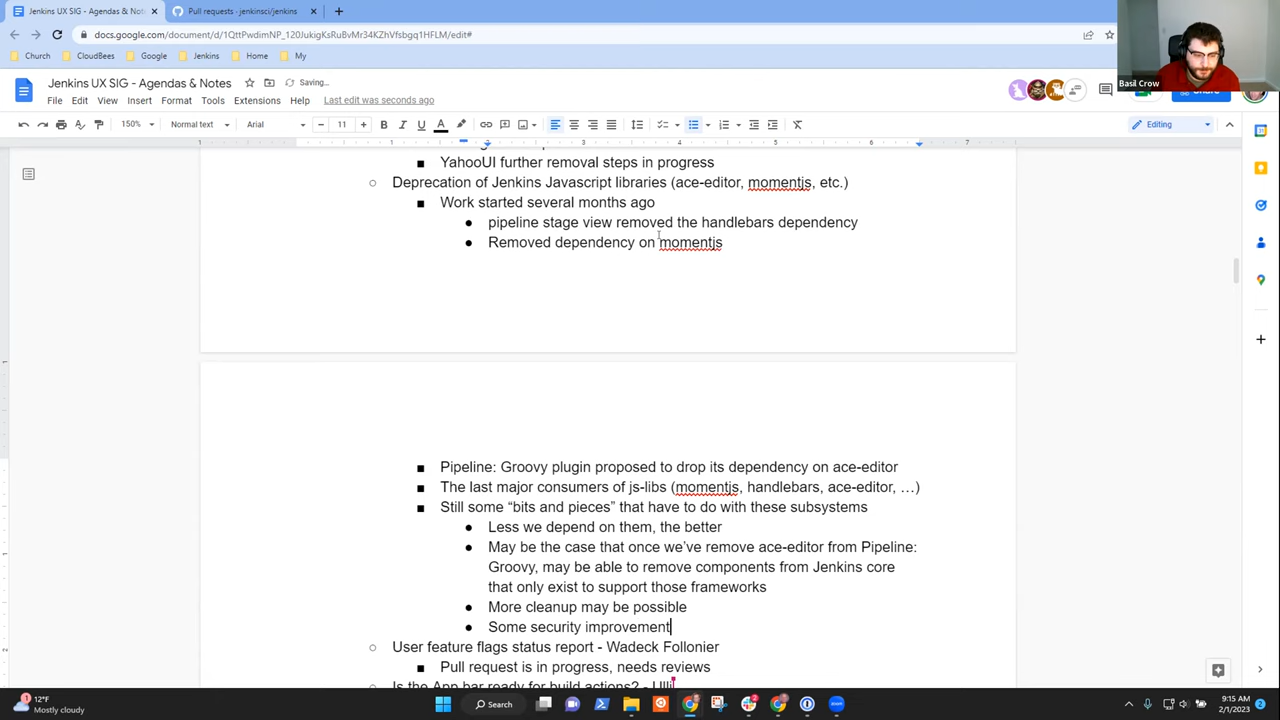 Jenkins UX SIG - Agendas & Notes
Pull requests · jenkinsci/jenkins
docs.google.com/document/d/1QttPwdimNP_120JukigKsRuBvMr34KZhVfsbgq1HFLM/edit#
Church CloudBees Google Jenkins Home My
Basil Crow
Jenkins UX SIG - Agendas & Notes Saving...
File Edit View Insert Format Tools Extensions Help Last edit was seconds ago
150% Normal text Arial 11 Editing
1 1 2 3 4 5 6 7
YahooUI further removal steps in progress
Deprecation of Jenkins Javascript libraries (ace-editor, momentjs, etc.)
Work started several months ago
pipeline stage view removed the handlebars dependency
Removed dependency on momentjs
Pipeline: Groovy plugin proposed to drop its dependency on ace-editor
The last major consumers of js-libs (momentjs, handlebars, ace-editor, …)
Still some “bits and pieces” that have to do with these subsystems
Less we depend on them, the better
May be the case that once we’ve remove ace-editor from Pipeline:
Groovy, may be able to remove components from Jenkins core
that only exist to support those frameworks
More cleanup may be possible
Some security improvement
User feature flags status report - Wadeck Follonier
Pull request is in progress, needs reviews
Is the App bar ready for build actions? - Ulli
12°F
Mostly cloudy
Search
9:15 AM
2/1/2023